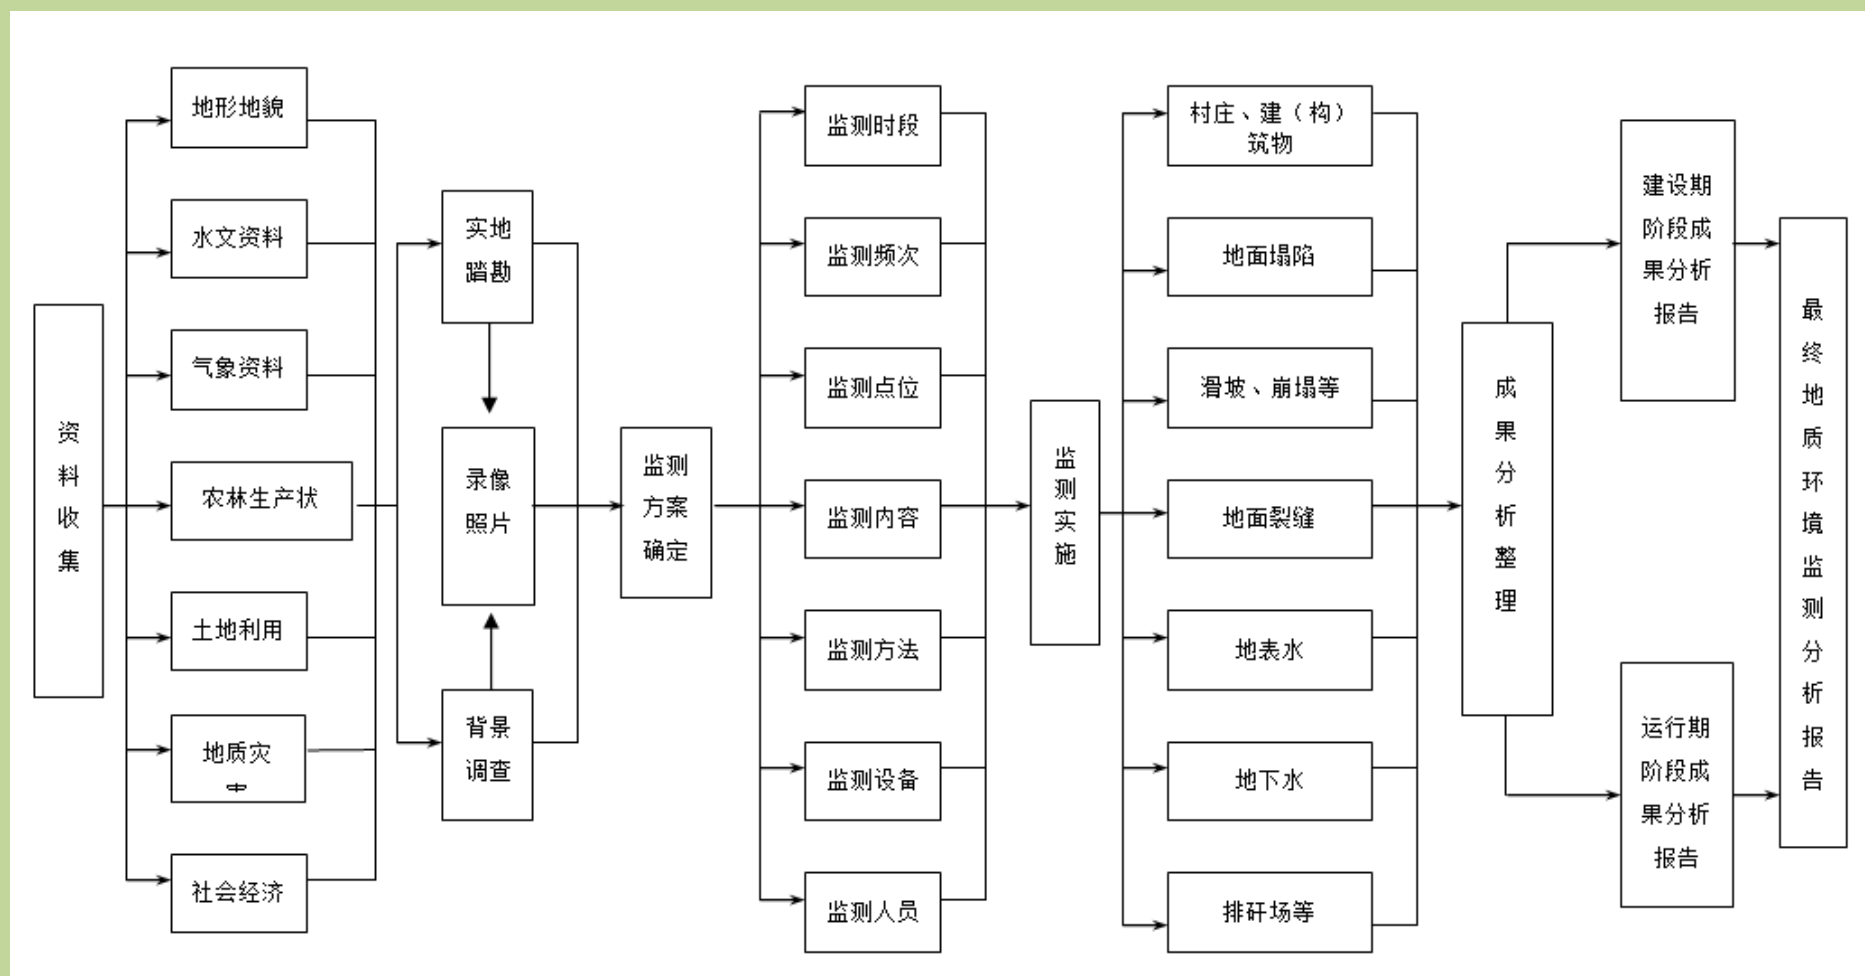 资
料
收
集
地形地貌
水文资料
气象资料
农林生产状
土地利用
地质灾
社会经济
实地
踏勘
录像
照片
背景
调查
监测
方案
确定
监测时段
监测频次
监测点位
监测内容
监测方法
监测设备
监测人员
监
测
实
施
村庄、建（构）
筑物
地面塌陷
滑坡、崩塌等
地面裂缝
地表水
地下水
排矸场等
成
果
分
析
整
理
建设期
阶段成
果分析
报告
运行期
阶段成
果分析
报告
最
终
地
质
环
境
监
测
分
析
报
告